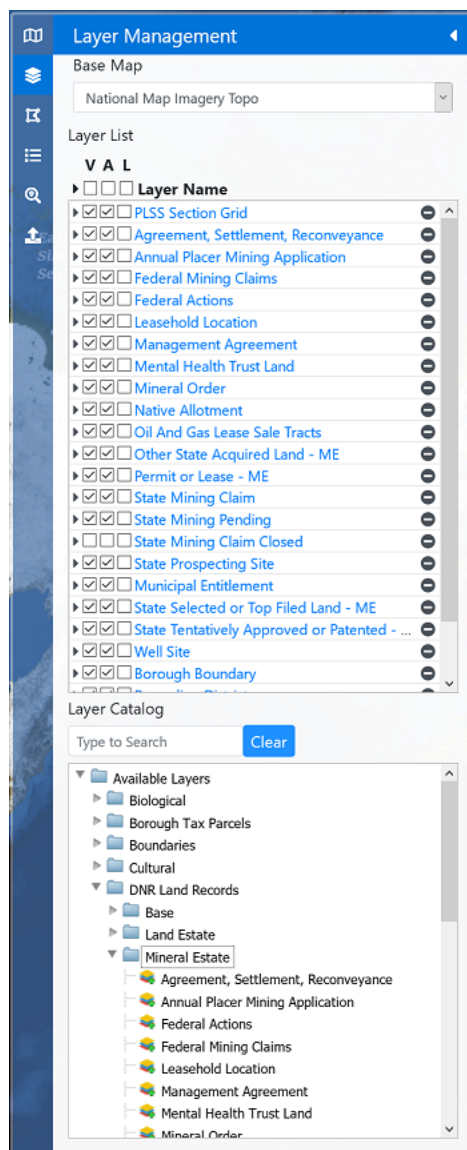 Layer Management
Base Map
National Map Imagery Topo
Layer List
V A L
Layer Name
PLSS Section Grid
Agreement, Settlement, Reconveyance
Annual Placer Mining Application
Federal Mining Claims
Federal Actions
Leasehold Location
Management Agreement
Mental Health Trust Land
Mineral Order
Native Allotment
Oil And Gas Lease Sale Tracts
Other State Acquired Land - ME
Permit or Lease - ME
State Mining Claim
State Mining Pending
State Mining Claim Closed
State Prospecting Site
Municipal Entitlement
State Selected or Top Filed Land - ME
State Tentatively Approved or Patented - ...
Well Site
Borough Boundary
Layer Catalog
Type to Search
Clear
Available Layers
Biological
Borough Tax Parcels
Boundaries
Cultural
DNR Land Records
Base
Land Estate
Mineral Estate
Agreement, Settlement, Reconveyance
Annual Placer Mining Application
Federal Actions
Federal Mining Claims
Leasehold Location
Management Agreement
Mental Health Trust Land
Mineral Order